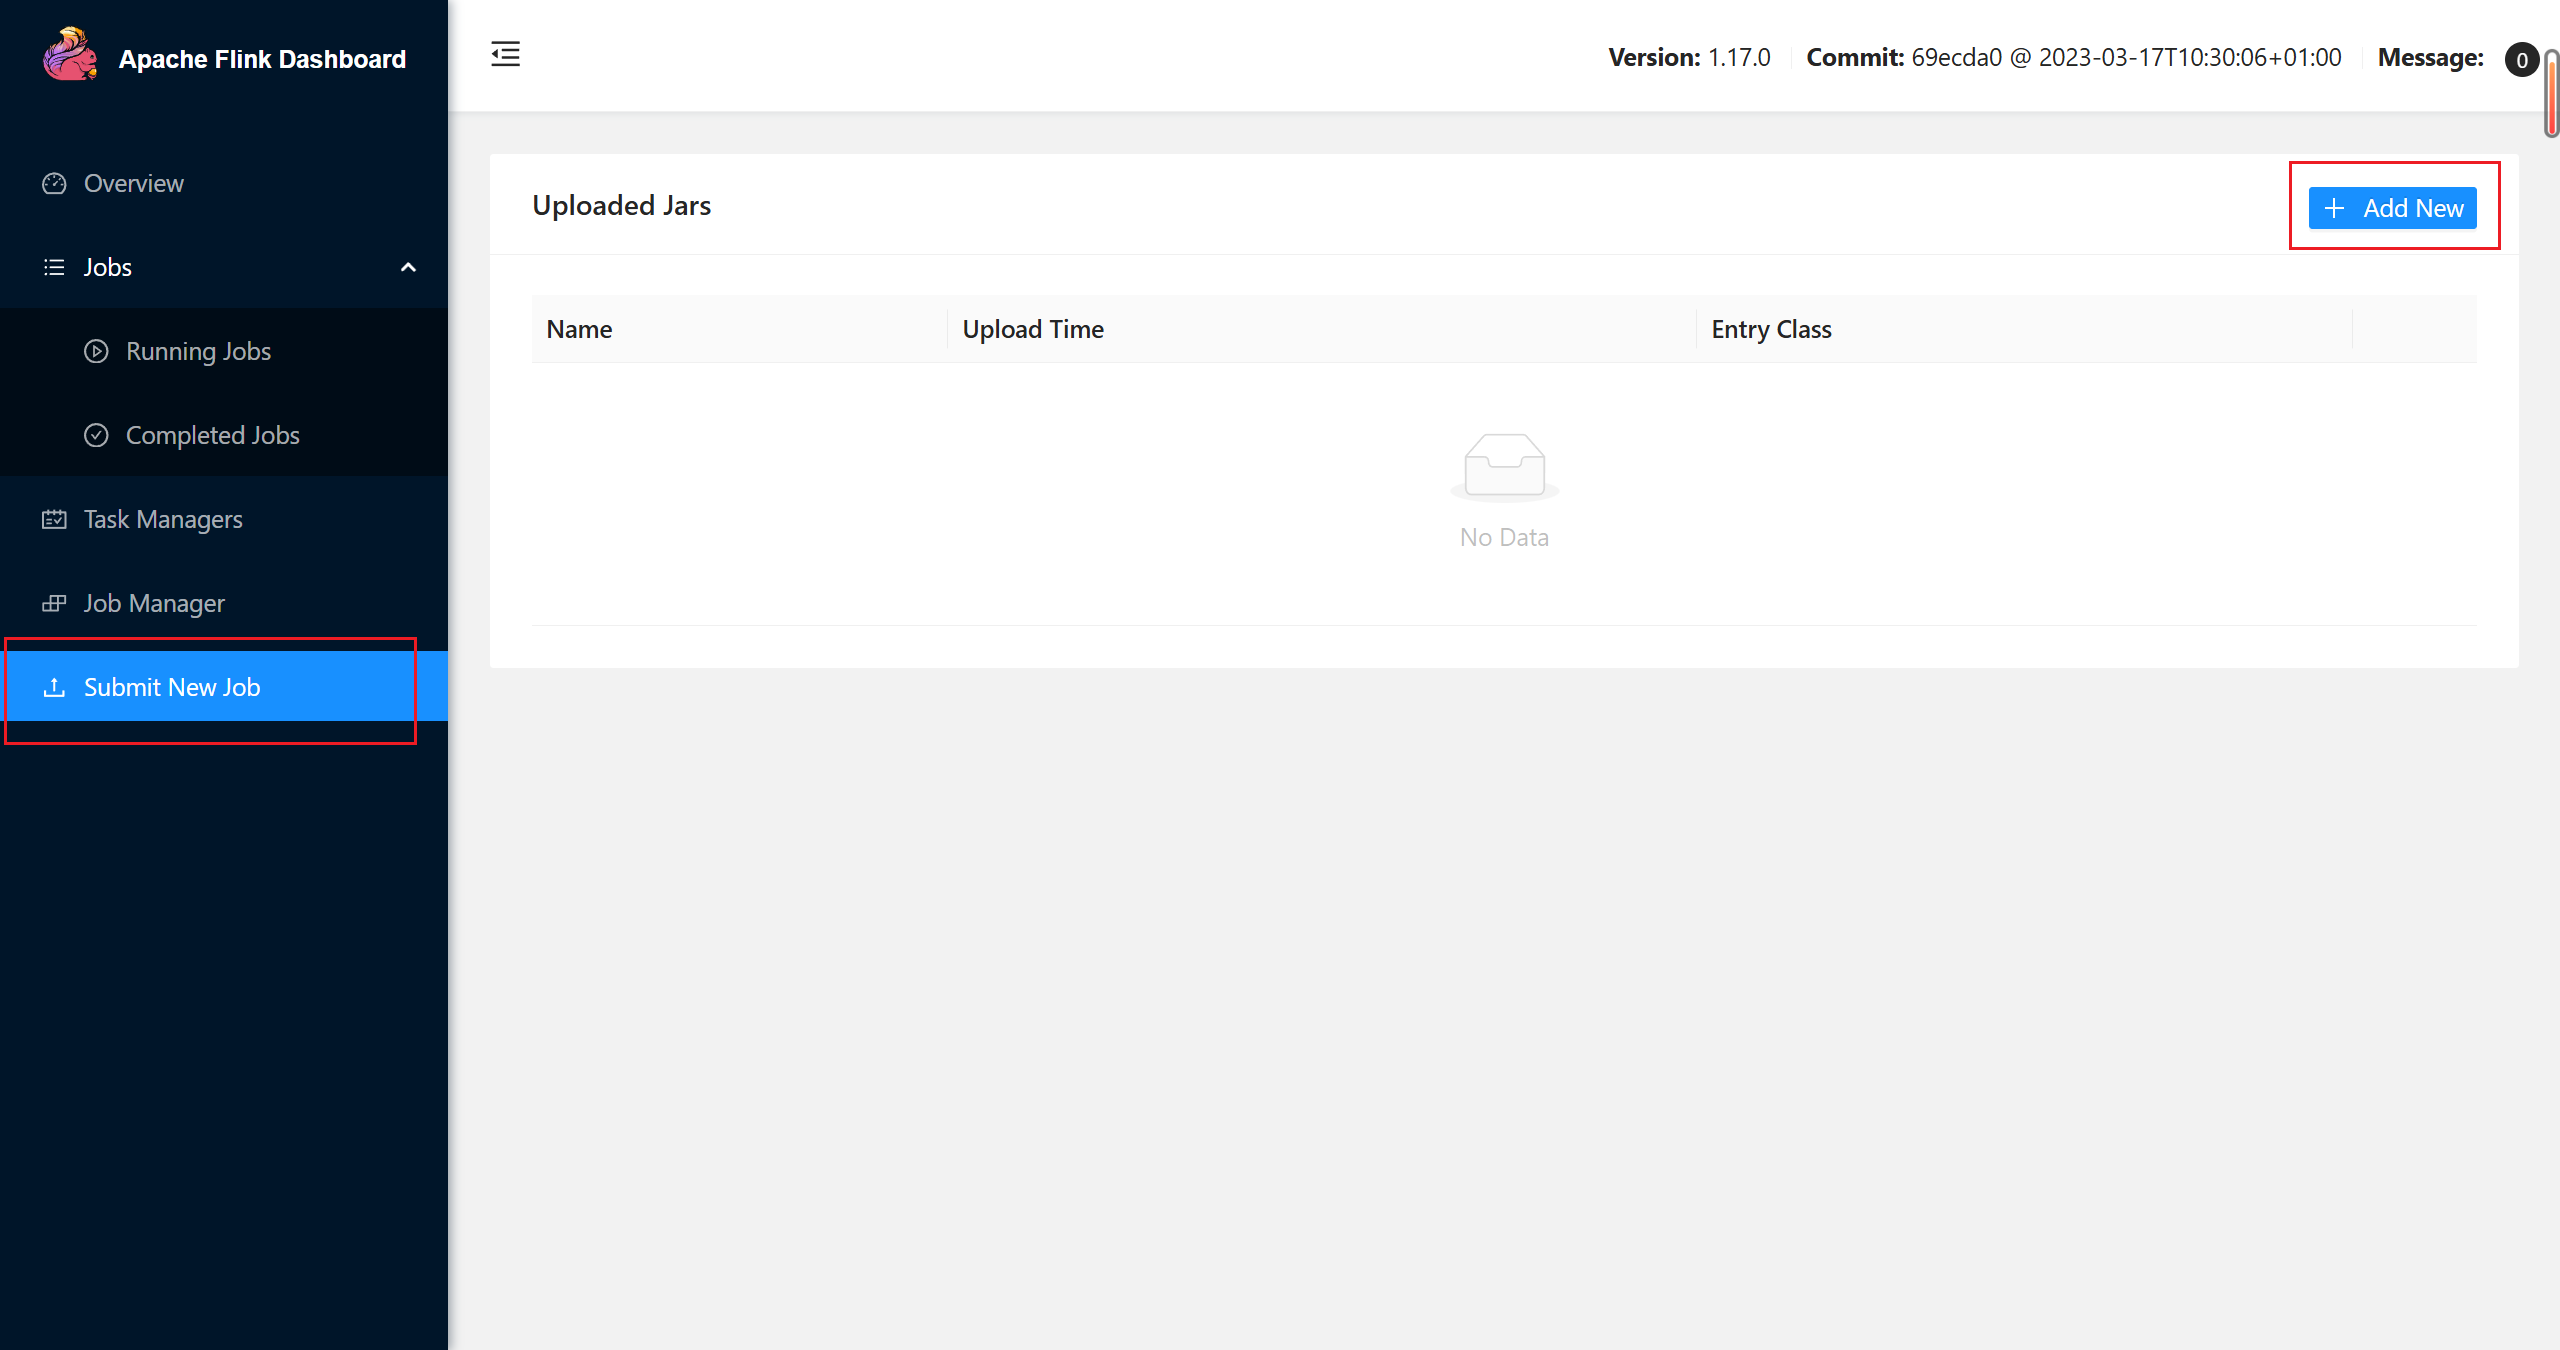 Apache Flink Dashboard
Version: 1.17.0 Commit: 69ecda0 @ 2023-03-17T10:30:06+01:00 Message: 0
Overview
Jobs
Running Jobs
Completed Jobs
Task Managers
Job Manager
Submit New Job
Uploaded Jars
Add New
Name Upload Time Entry Class
No Data